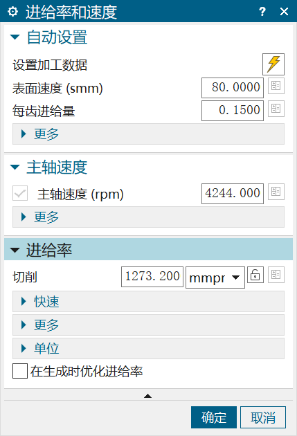 进给率和速度
自动设置
设置加工数据
表面速度 (smm) 80.0000
每齿进给量 0.1500
更多
主轴速度
主轴速度 (rpm) 4244.000
更多
进给率
切削 1273.200 mmpr
快速
更多
单位
在生成时优化进给率
确定 取消